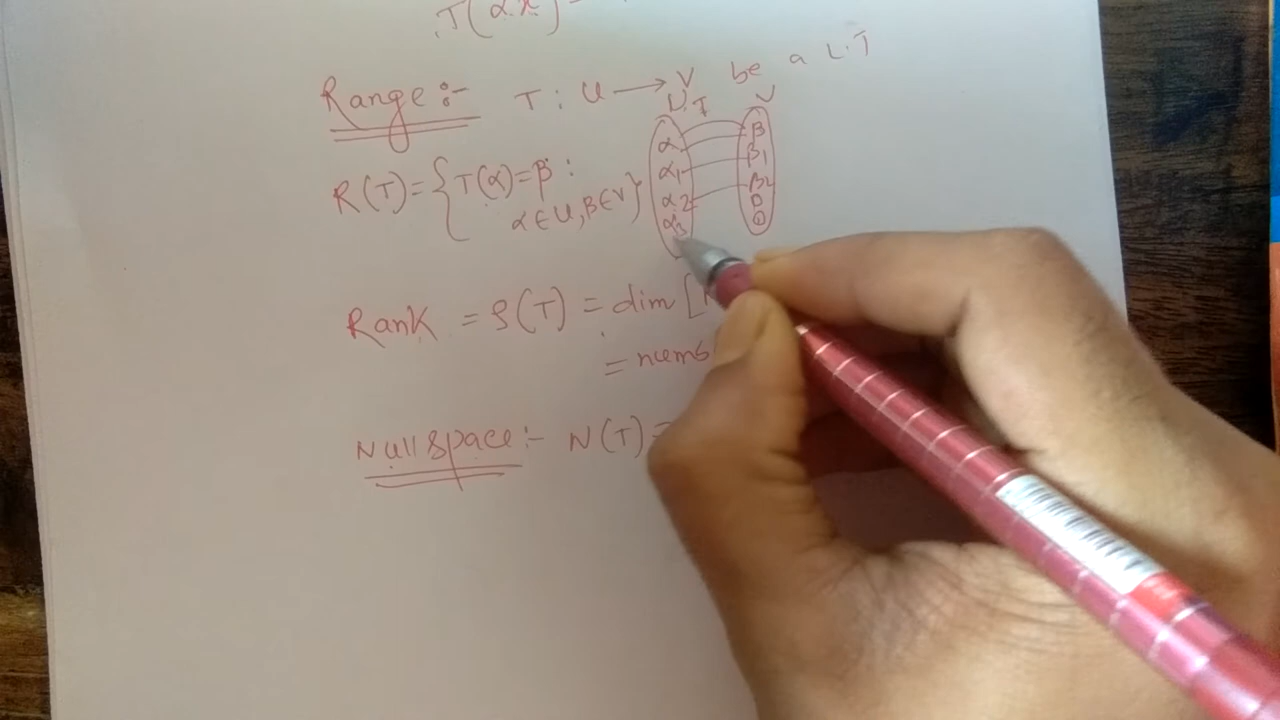 T(αx) =
Range :- T : U → V be a L.T
U T V
R(T) = { T(α) = β :
α ∈ U, β ∈ V }
α β
α1 β1
α2 β2
α3
Rank = ρ(T) = dim [
= numb
Null space :- N(T) =